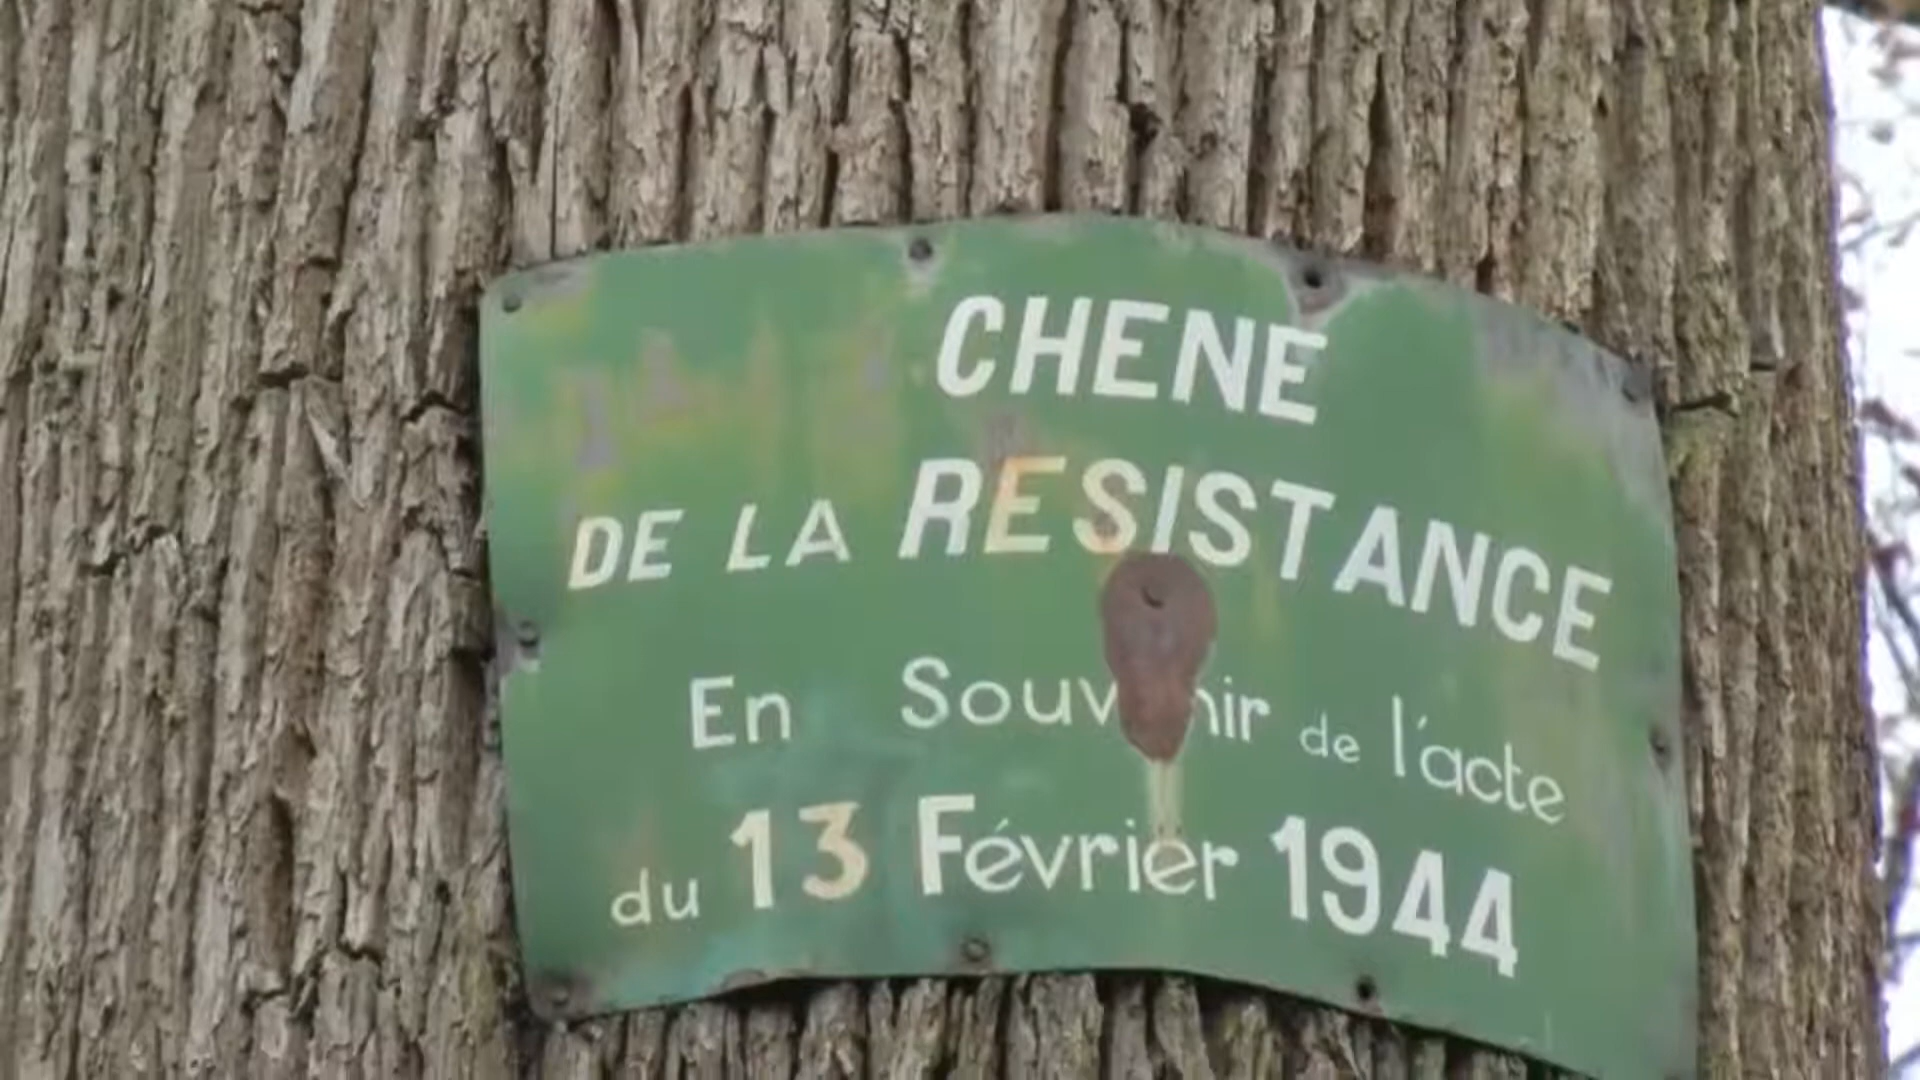 CHENE
DE LA RESISTANCE
En Souvenir de l'acte
du 13 Février 1944